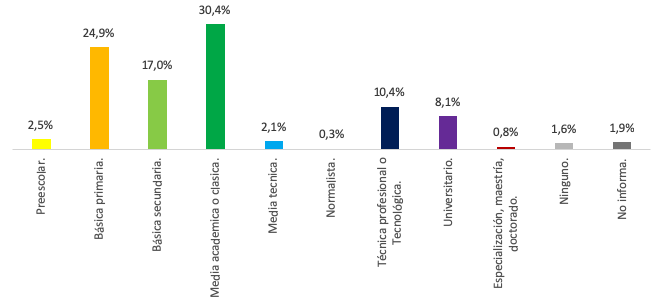 2,5%
24,9%
17,0%
30,4%
2,1%
0,3%
10,4%
8,1%
0,8%
1,6%
1,9%
Preescolar.
Básica primaria.
Básica secundaria.
Media academica o clasica.
Media tecnica.
Normalista.
Técnica profesional o
Tecnológica.
Universitario.
Especialización, maestría,
doctorado.
Ninguno.
No informa.